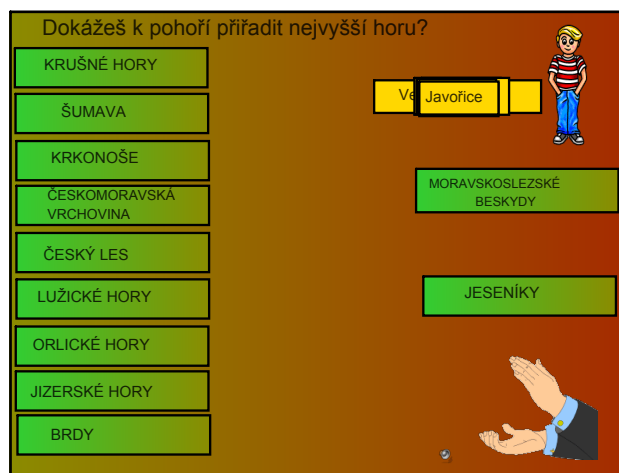 Dokážeš k pohoří přiřadit nejvyšší horu?
KRUŠNÉ HORY
ŠUMAVA
KRKONOŠE
ČESKOMORAVSKÁ
VRCHOVINA
ČESKÝ LES
LUŽICKÉ HORY
ORLICKÉ HORY
JIZERSKÉ HORY
BRDY
Javořice
MORAVSKOSLEZSKÉ
BESKYDY
JESENÍKY